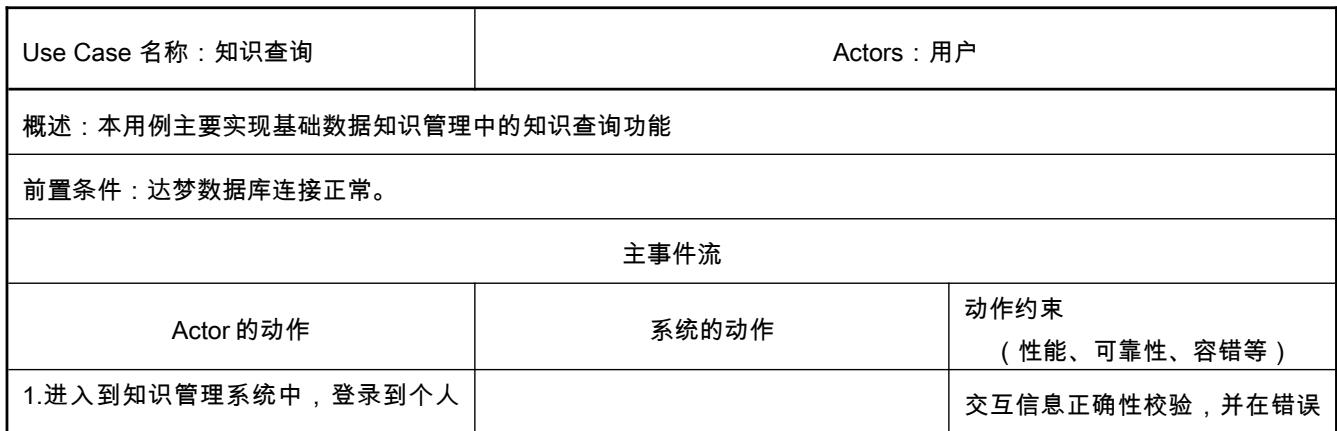 Use Case 名称：知识查询
Actors：用户
概述：本用例主要实现基础数据知识管理中的知识查询功能
前置条件：达梦数据库连接正常。
主事件流
Actor 的动作
系统的动作
动作约束
（性能、可靠性、容错等）
1.进入到知识管理系统中，登录到个人
交互信息正确性校验，并在错误